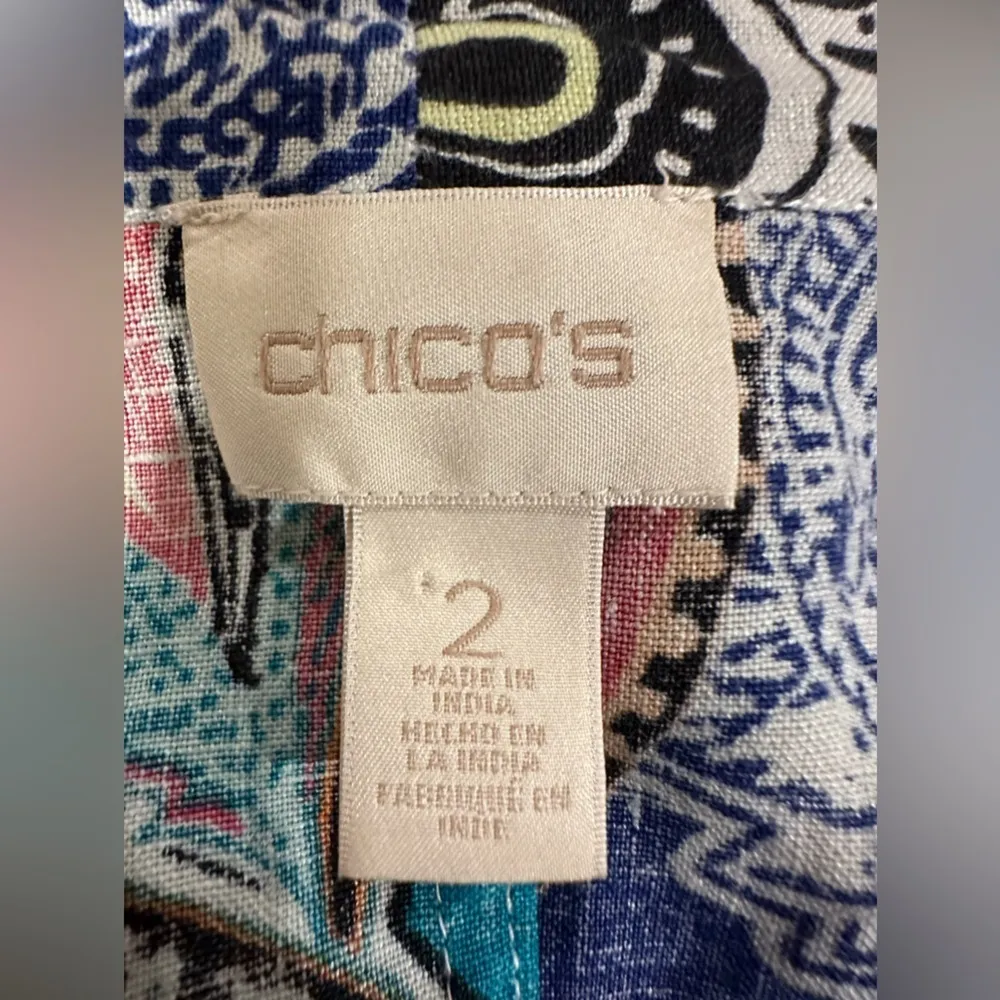 chico's
2
MADE IN
INDIA
HECHO EN
LA INDIA
FABRIQUÉ EN
INDE